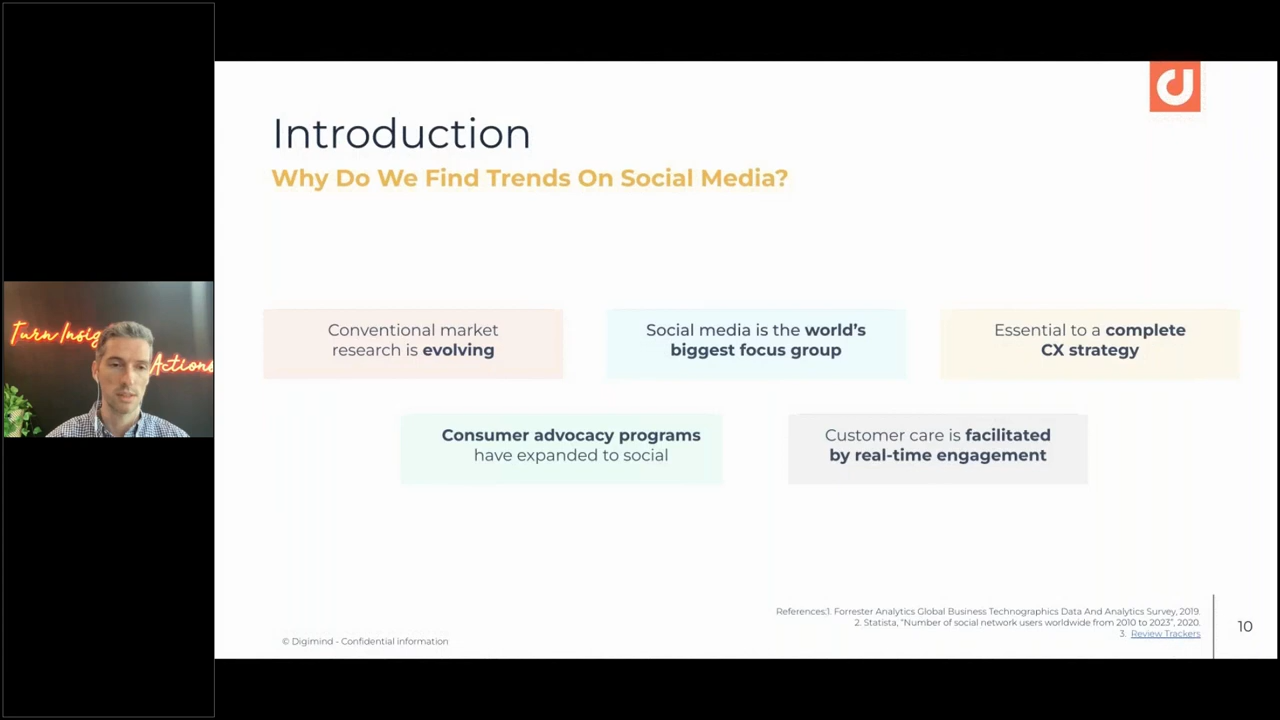 Introduction
Why Do We Find Trends On Social Media?
Conventional market
research is evolving
Social media is the world's
biggest focus group
Essential to a complete
CX strategy
Consumer advocacy programs
have expanded to social
Customer care is facilitated
by real-time engagement
Turn Insig
Actions
References:1. Forrester Analytics Global Business Technographics Data And Analytics Survey, 2019.
2. Statista, "Number of social network users worldwide from 2010 to 2023", 2020.
3. Review Trackers
© Digimind - Confidential information
10